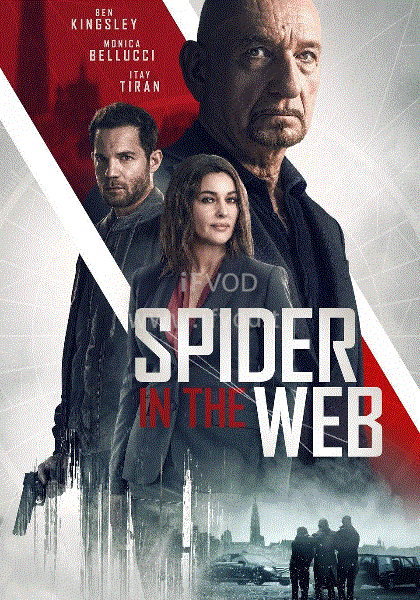 BEN
KINGSLEY
MONICA
BELLUCCI
ITAY
TIRAN
iFVOD
SPIDER
IN THE
WEB